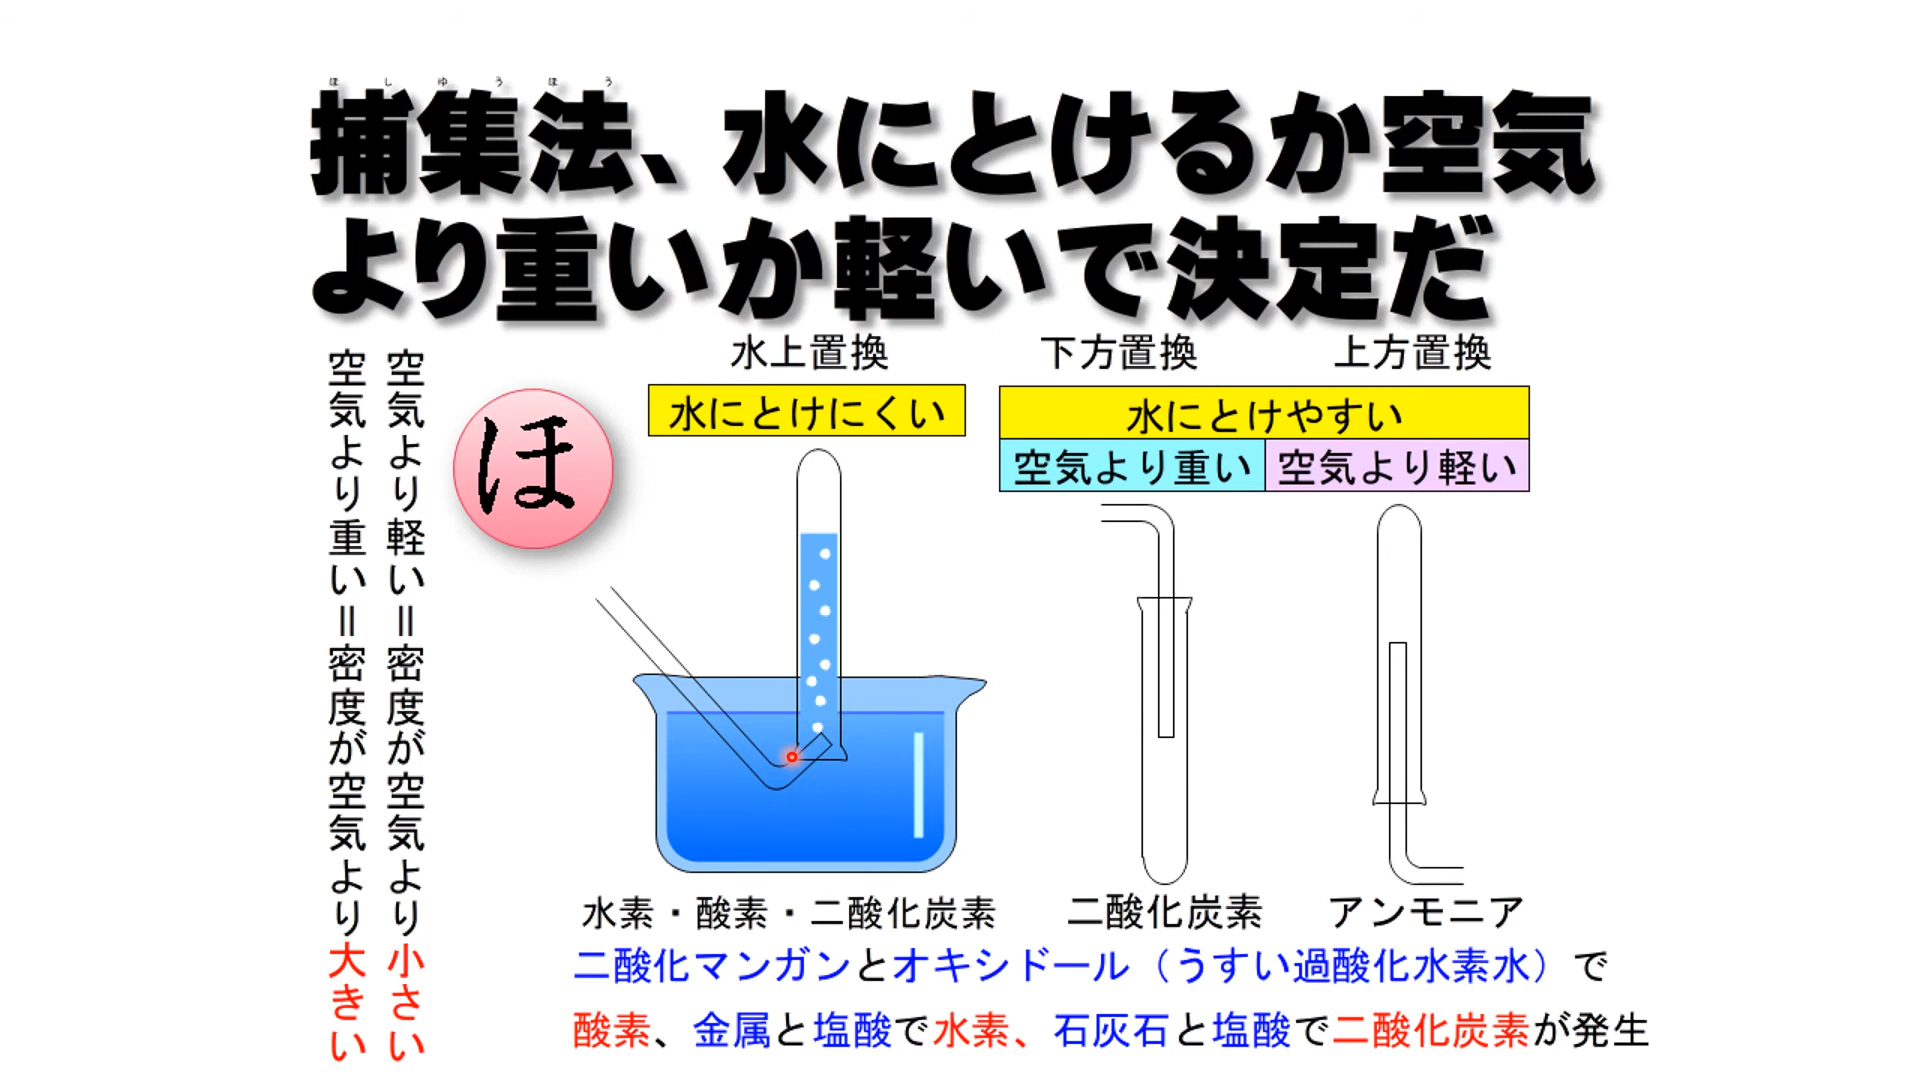 ほしゆうほう
捕集法、水にとけるか空気
より重いか軽いで決定だ
空気より軽い＝密度が空気より小さい
空気より重い＝密度が空気より大きい
ほ
水上置換
水にとけにくい
下方置換
上方置換
水にとけやすい
空気より重い
空気より軽い
水素・酸素・二酸化炭素
二酸化炭素
アンモニア
二酸化マンガンとオキシドール（うすい過酸化水素水）で
酸素、金属と塩酸で水素、石灰石と塩酸で二酸化炭素が発生